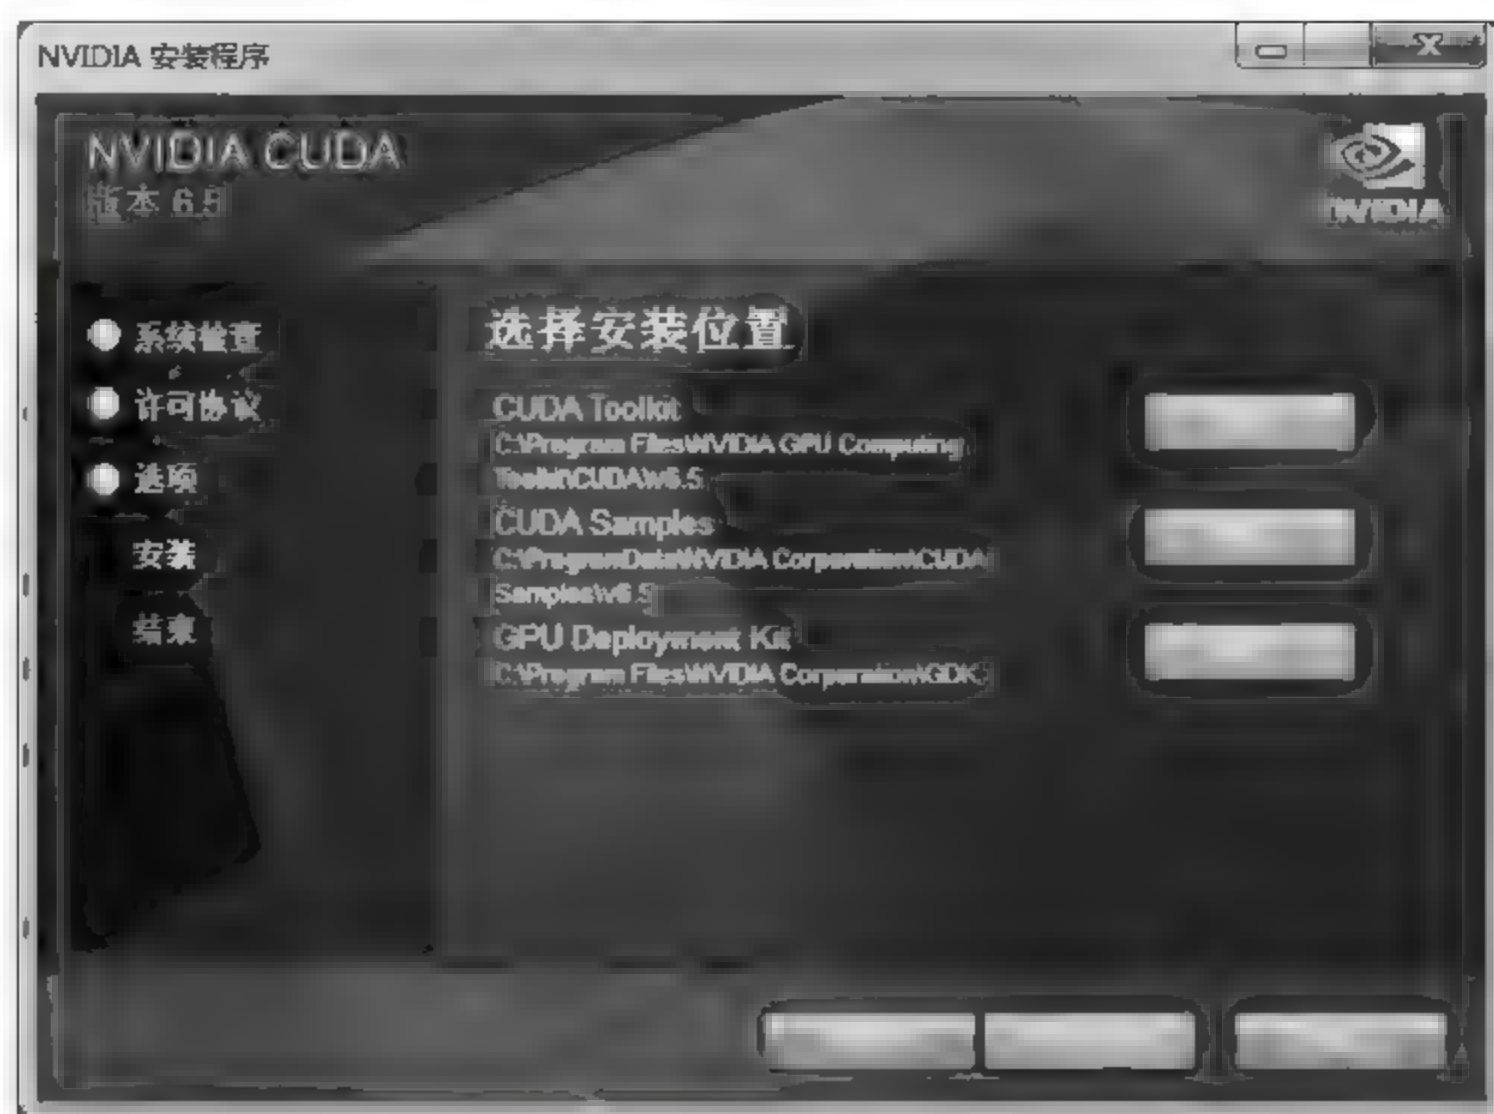 NVIDIA 安装程序
NVIDIA CUDA
版本 6.5
NVIDIA
系统检查
许可协议
选项
安装
结束
选择安装位置
CUDA Toolkit
C:\Program Files\NVIDIA GPU Computing
Toolkit\CUDA\v6.5
CUDA Samples
C:\ProgramData\NVIDIA Corporation\CUDA
Samples\v6.5
GPU Deployment Kit
C:\Program Files\NVIDIA Corporation\GDK